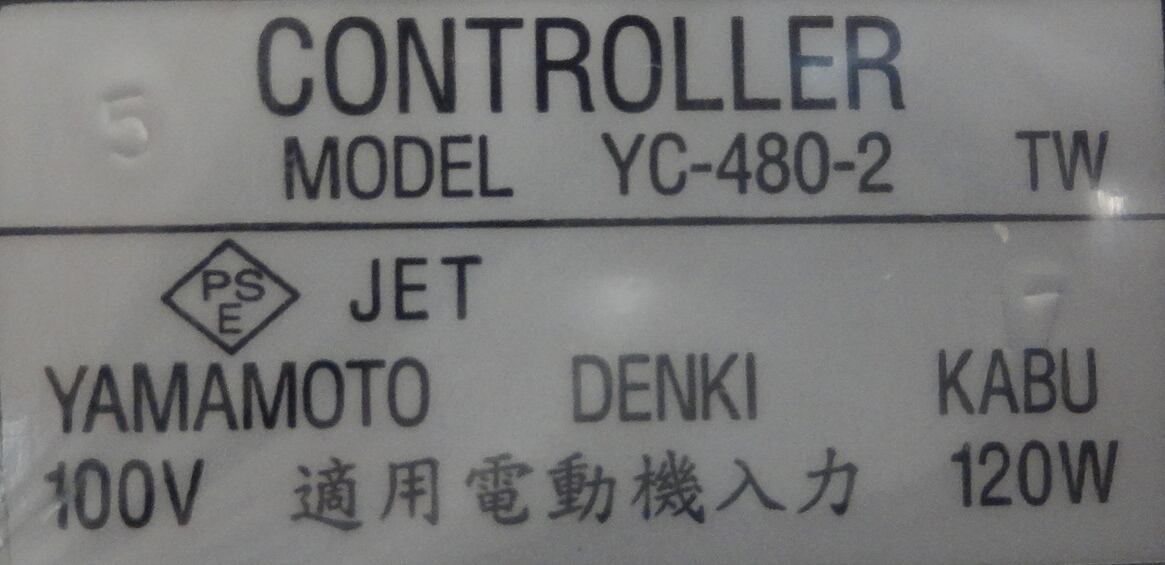 CONTROLLER
5
MODEL YC-480-2 TW
PSE JET
YAMAMOTO DENKI KABU
100V 適用電動機入力 120W